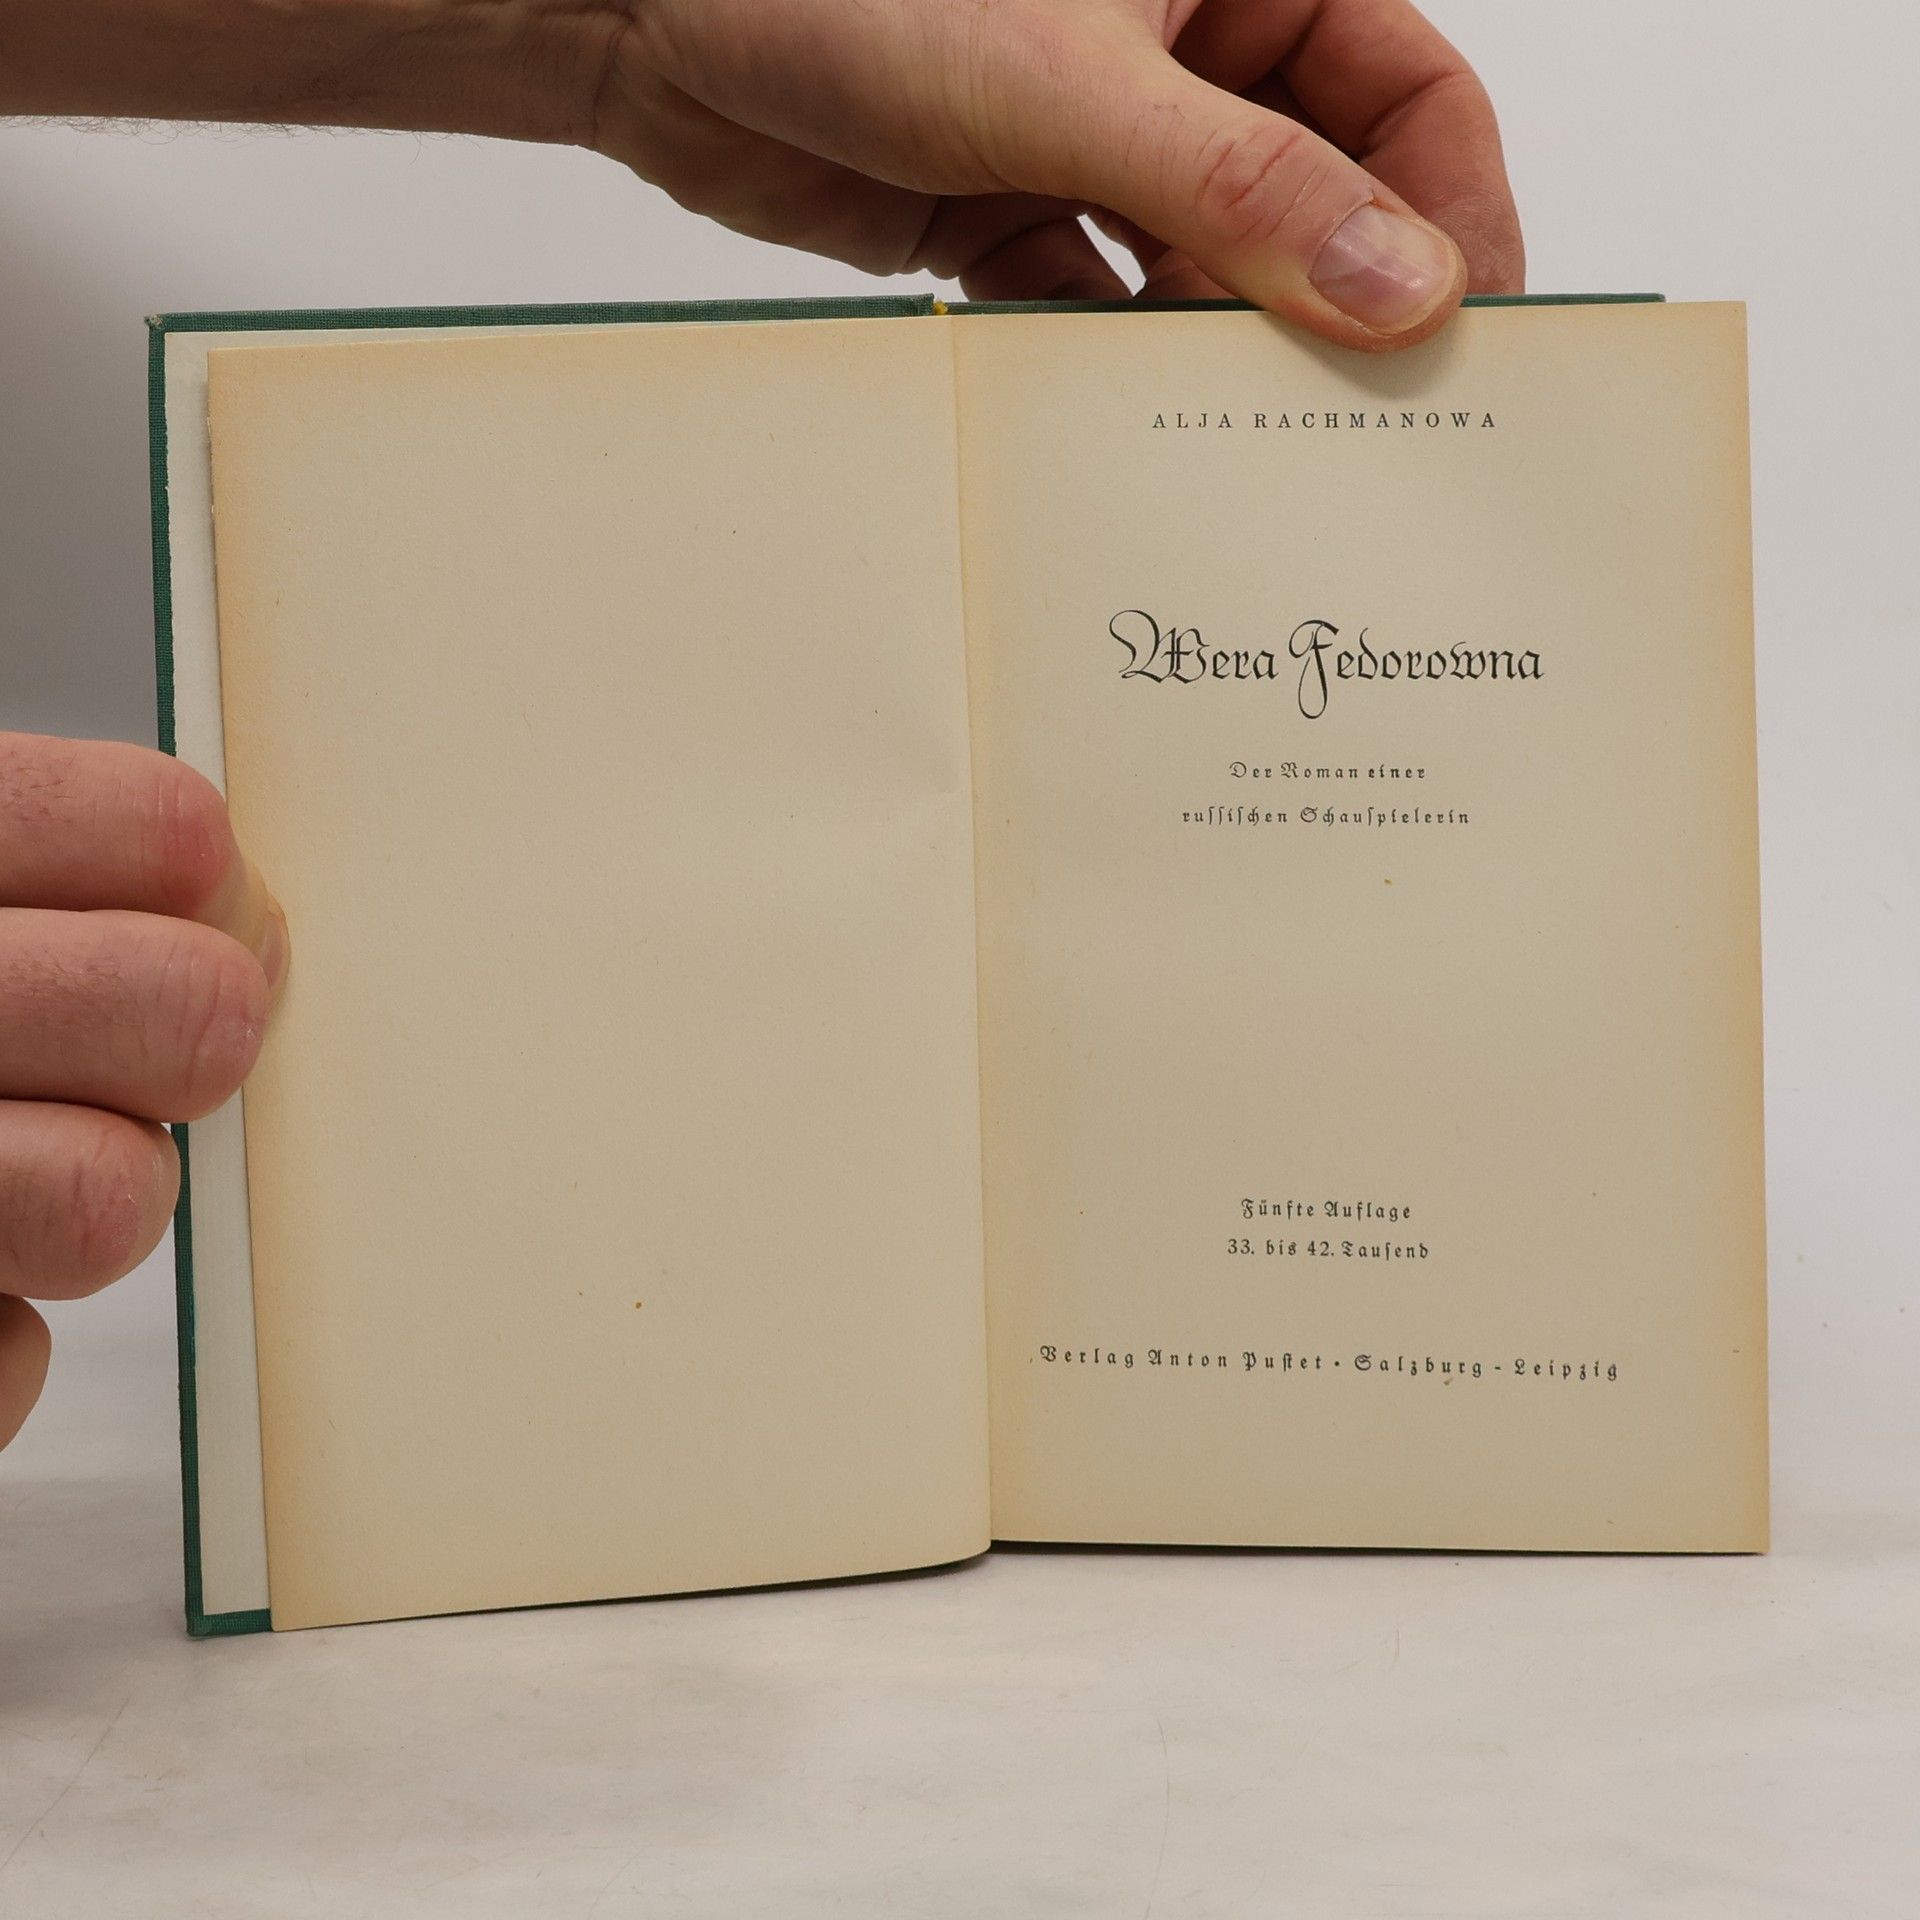 ALJA RACHMANOWA
Wera Fedorowna
Der Roman einer
ruſſiſchen Schauſpielerin
Fünfte Auflage
33. bis 42. Tauſend
Verlag Anton Puſtet • Salzburg - Leipzig